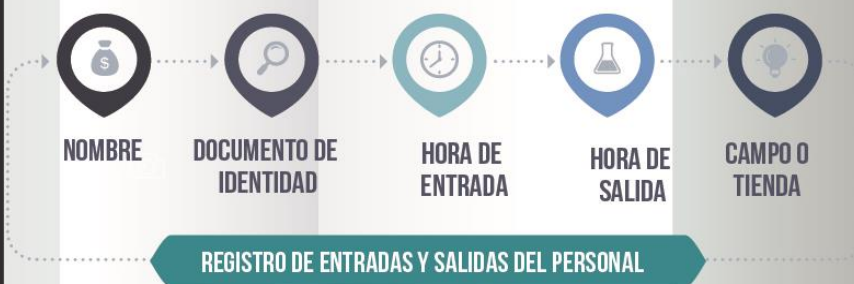 $
NOMBRE
DOCUMENTO DE
IDENTIDAD
HORA DE
ENTRADA
HORA DE
SALIDA
CAMPO O
TIENDA
REGISTRO DE ENTRADAS Y SALIDAS DEL PERSONAL